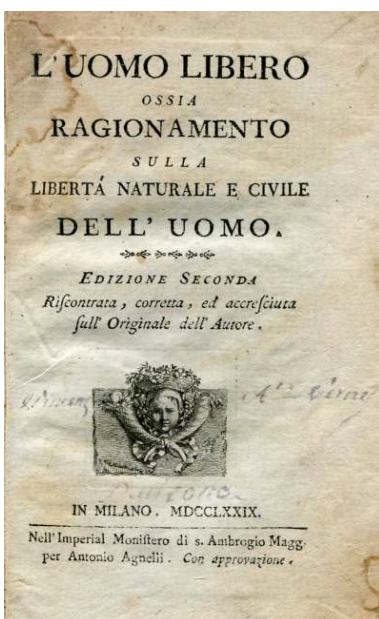 L'UOMO LIBERO
OSSIA
RAGIONAMENTO
SULLA
LIBERTÁ NATURALE E CIVILE
DELL' UOMO.
EDIZIONE SECONDA
Riſcontrata, corretta, ed accreſciuta
ſull' Originale dell' Autore.
IN MILANO. MDCCLXXIX.
Nell' Imperial Moniſtero di s. Ambrogio Magg.
per Antonio Agnelli. Con approvazione.